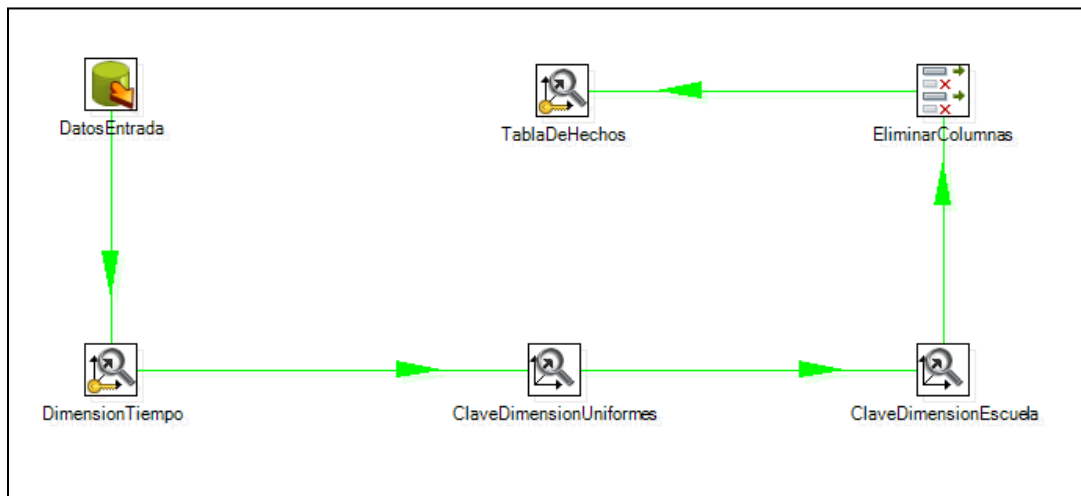 DatosEntrada
TablaDeHechos
EliminarColumnas
DimensionTiempo
ClaveDimensionUniformes
ClaveDimensionEscuela